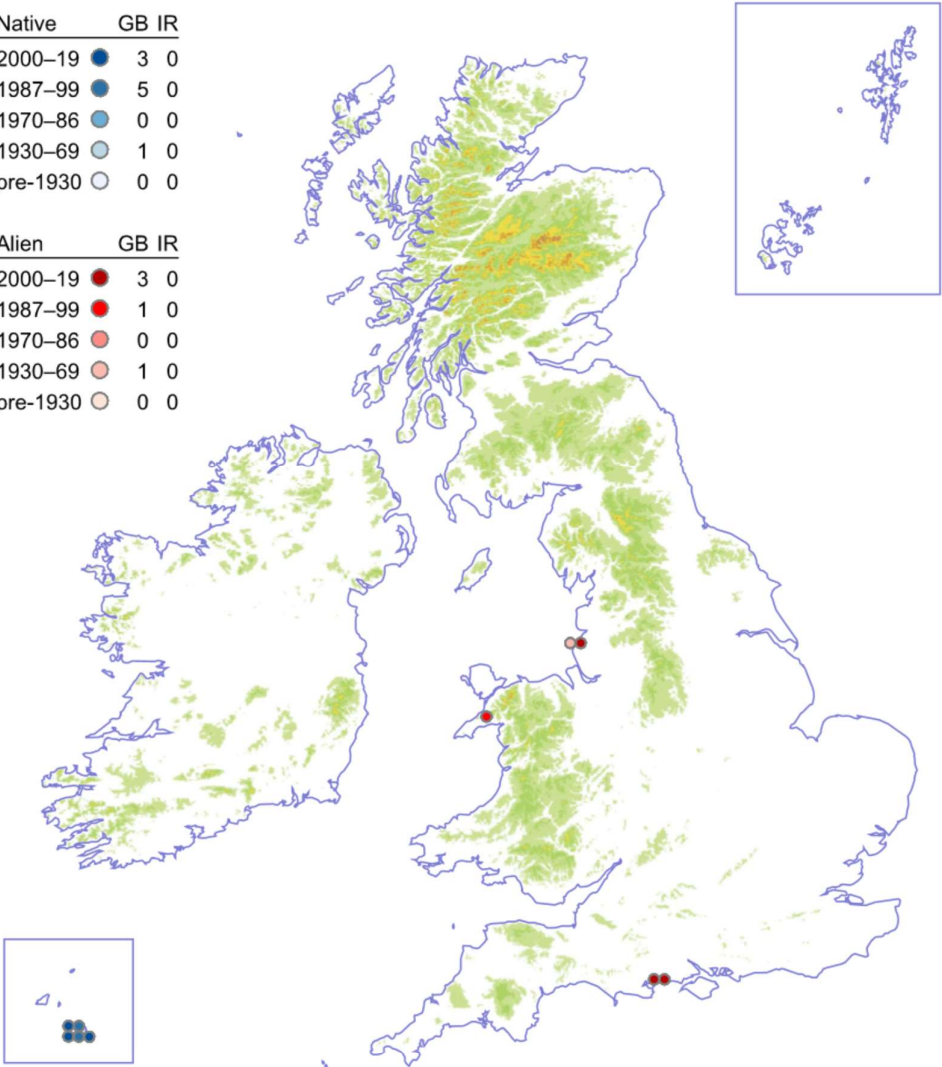 Native GB IR
2000–19 3 0
1987–99 5 0
1970–86 0 0
1930–69 1 0
ore-1930 0 0
Alien GB IR
2000–19 3 0
1987–99 1 0
1970–86 0 0
1930–69 1 0
ore-1930 0 0